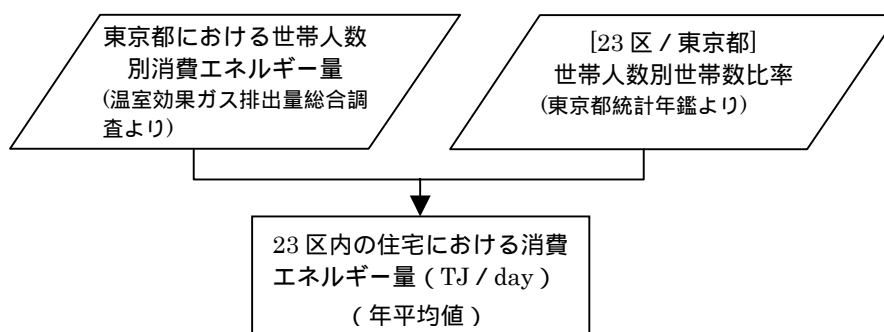 東京都における世帯人数
別消費エネルギー量
(温室効果ガス排出量総合調
査より)
[23 区 / 東京都]
世帯人数別世帯数比率
(東京都統計年鑑より)
23 区内の住宅における消費
エネルギー量 ( TJ / day )
( 年平均値 )